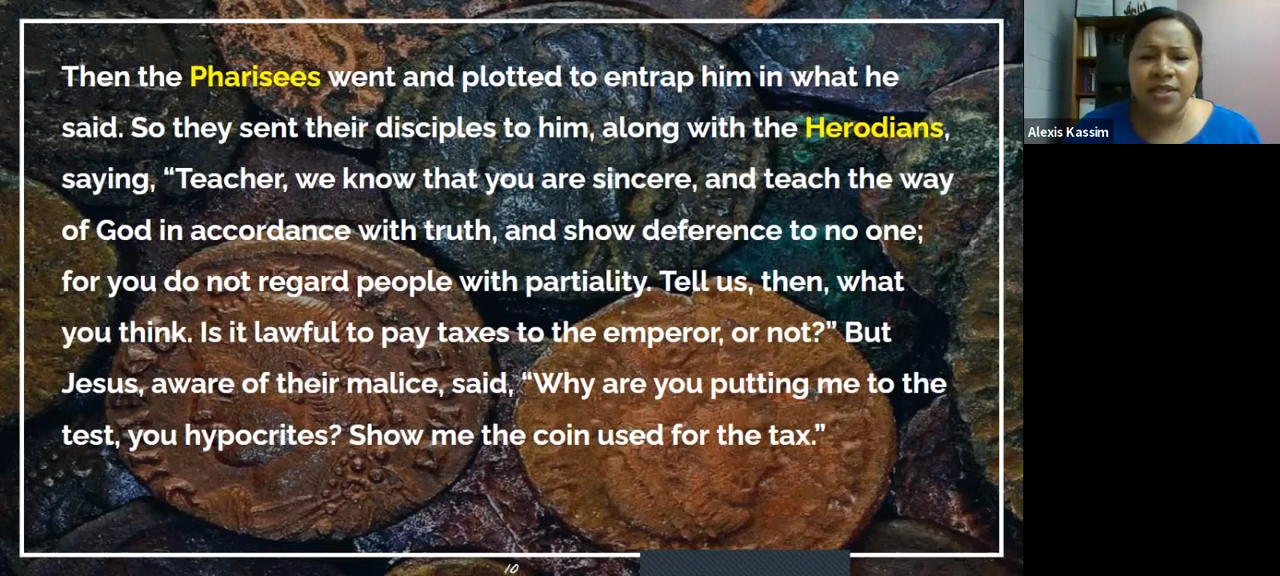 Then the Pharisees went and plotted to entrap him in what he
said. So they sent their disciples to him, along with the Herodians,
saying, “Teacher, we know that you are sincere, and teach the way
of God in accordance with truth, and show deference to no one;
for you do not regard people with partiality. Tell us, then, what
you think. Is it lawful to pay taxes to the emperor, or not?” But
Jesus, aware of their malice, said, “Why are you putting me to the
test, you hypocrites? Show me the coin used for the tax.”
10
Alexis Kassim